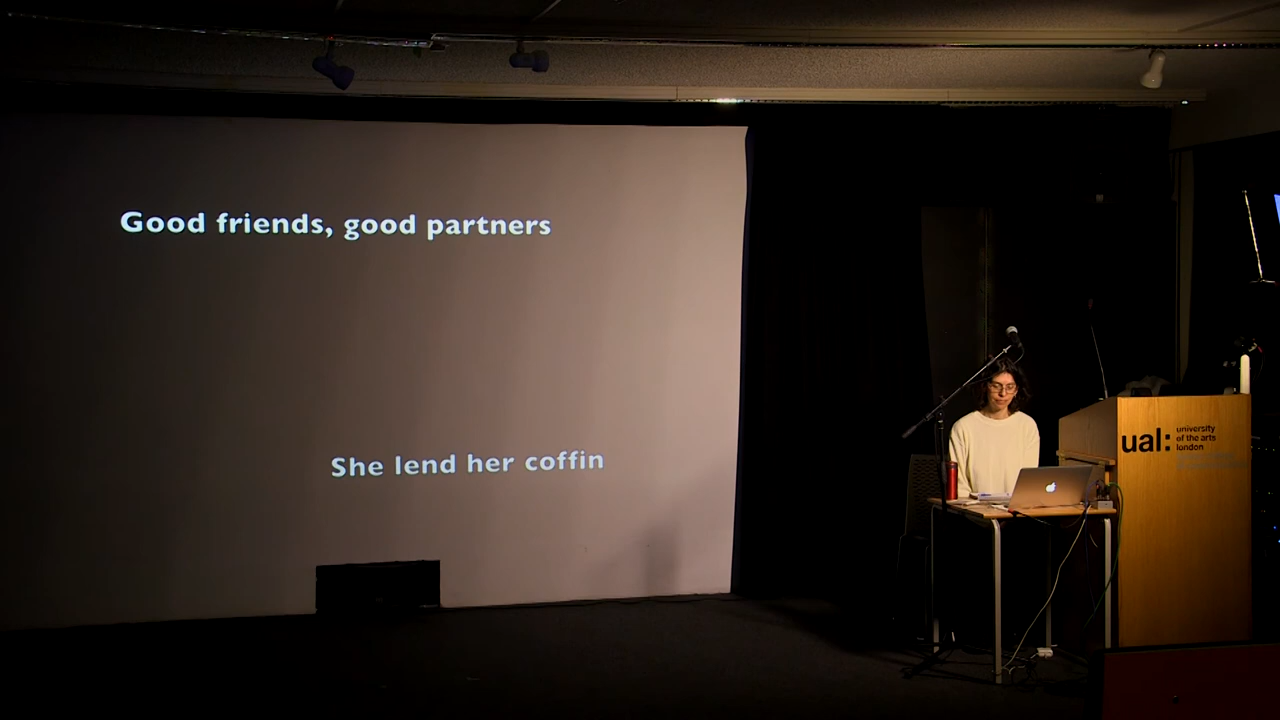 Good friends, good partners
She lend her coffin
ual:
university
of the arts
london